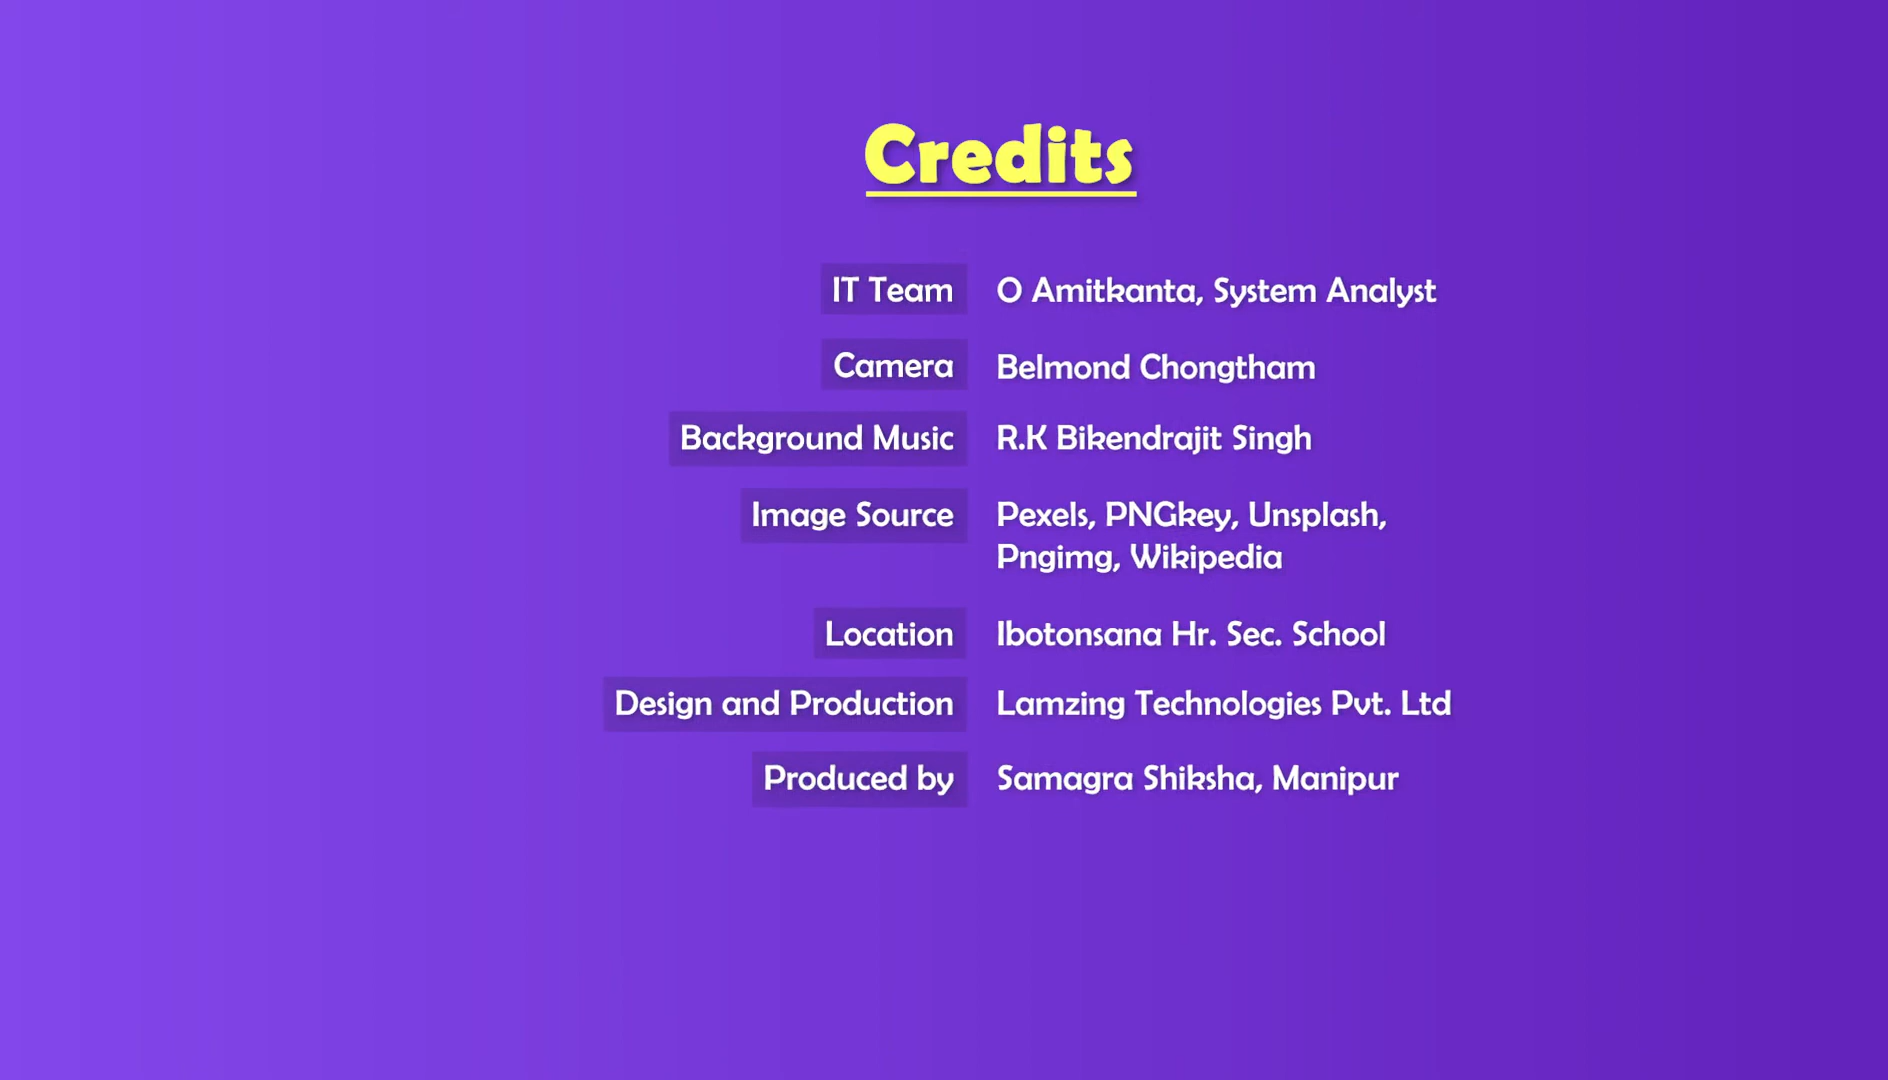 Credits
IT Team O Amitkanta, System Analyst
Camera Belmond Chongtham
Background Music R.K Bikendrajit Singh
Image Source Pexels, PNGkey, Unsplash,
Pngimg, Wikipedia
Location Ibotonsana Hr. Sec. School
Design and Production Lamzing Technologies Pvt. Ltd
Produced by Samagra Shiksha, Manipur